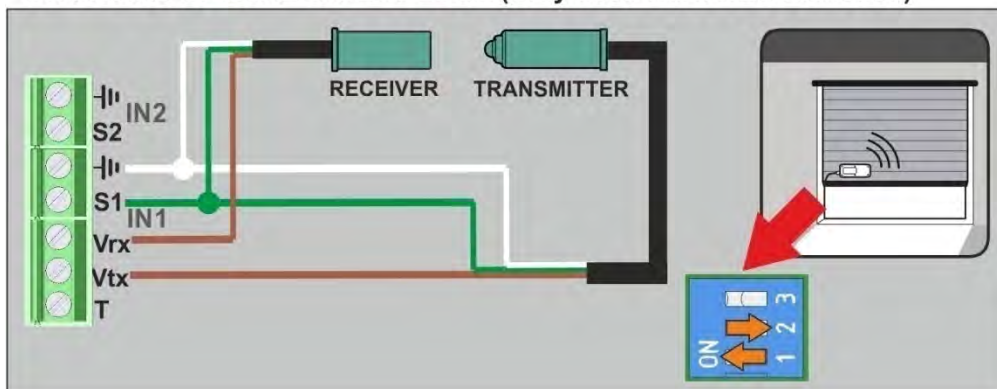 IN2
S2
S1
IN1
Vrx
Vtx
T
RECEIVER
TRANSMITTER
ON
1 2 3